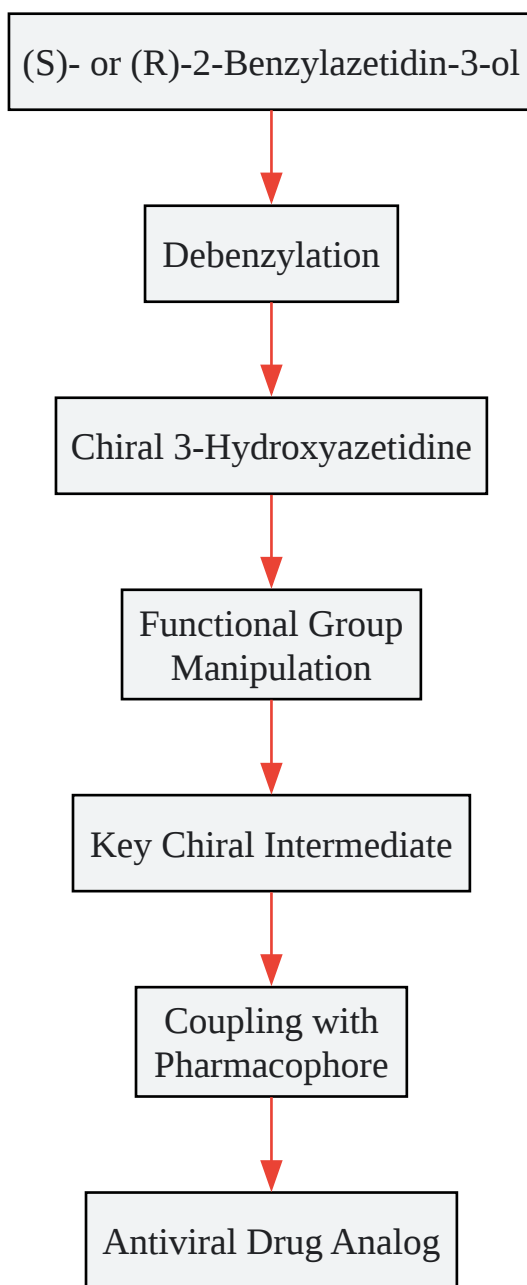 (S)- or (R)-2-Benzylazetidin-3-ol
Debenzylation
Chiral 3-Hydroxyazetidine
Functional Group
Manipulation
Key Chiral Intermediate
Coupling with
Pharmacophore
Antiviral Drug Analog